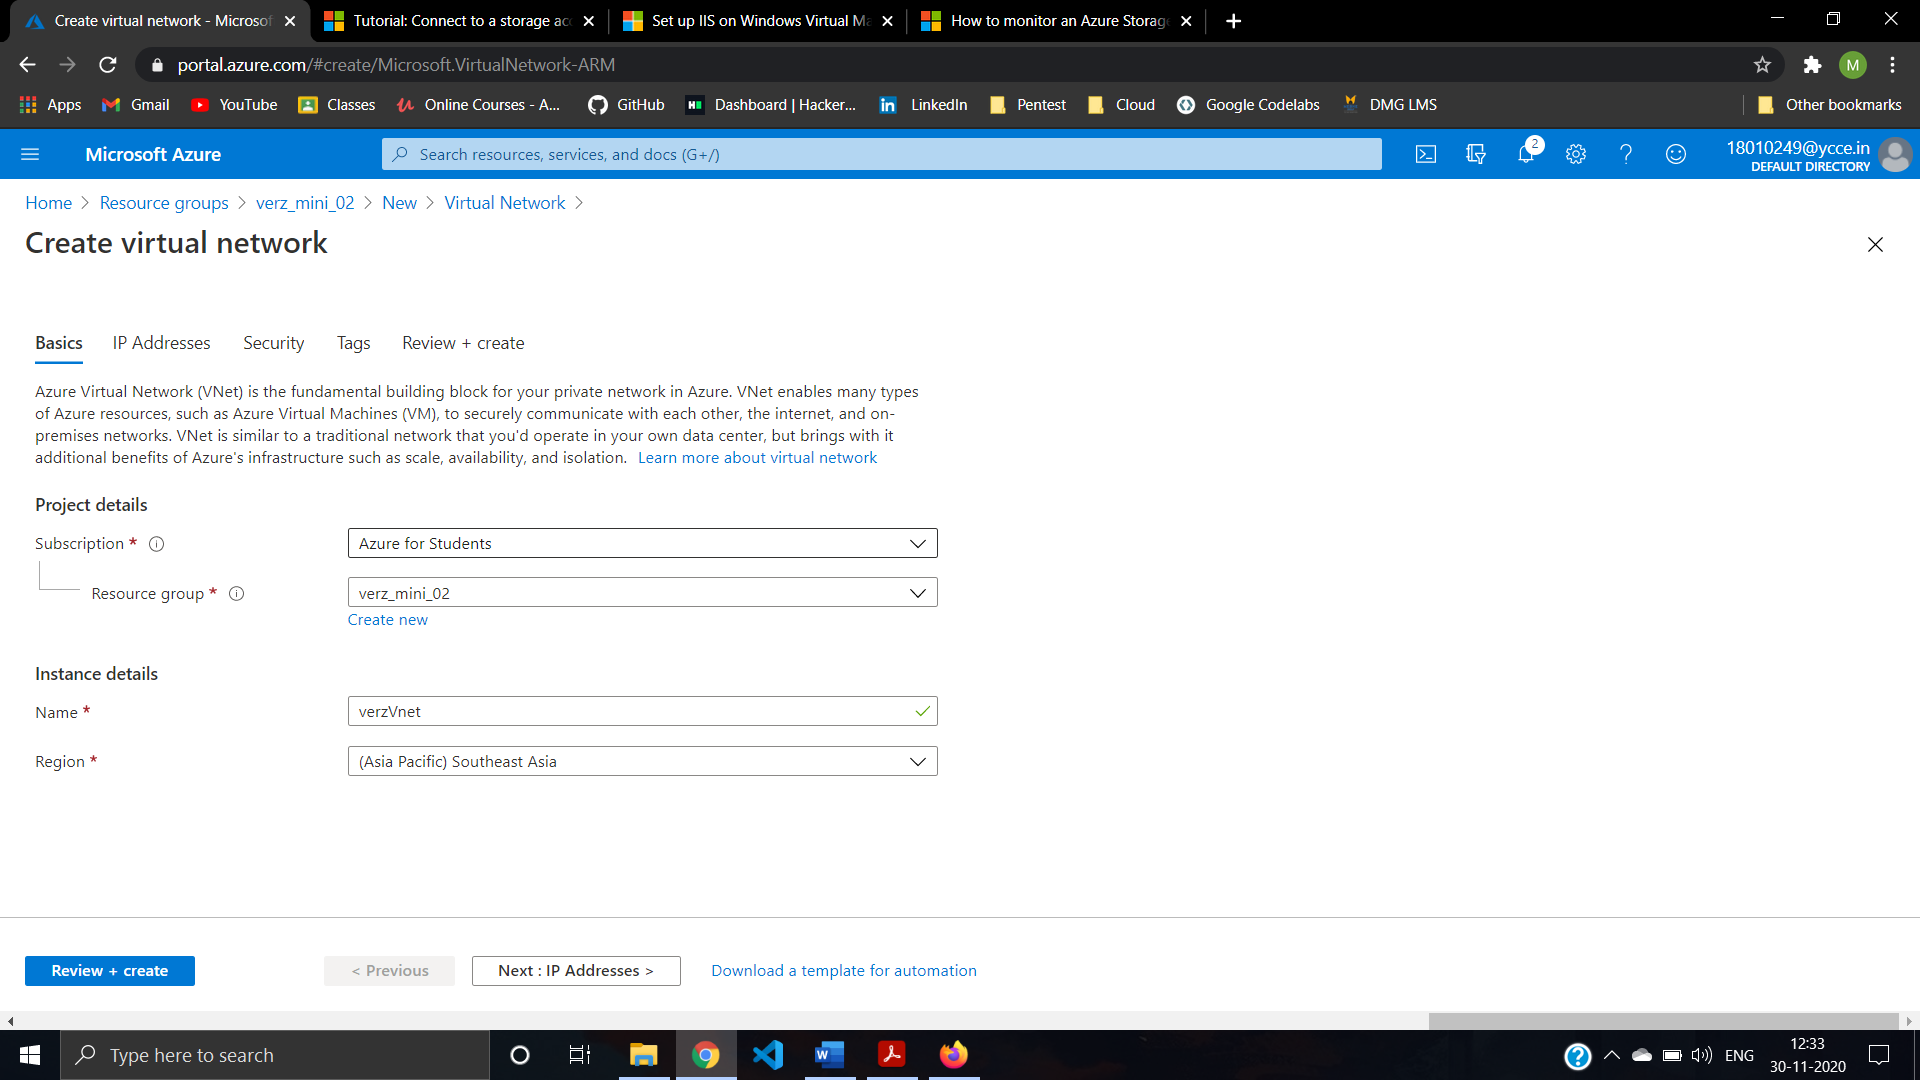 Create virtual network - Microsof
Tutorial: Connect to a storage acc
Set up IIS on Windows Virtual Ma
How to monitor an Azure Storage
portal.azure.com/#create/Microsoft.VirtualNetwork-ARM
M
Apps
Gmail
YouTube
Classes
Online Courses - A...
GitHub
Dashboard | Hacker...
LinkedIn
Pentest
Cloud
Google Codelabs
DMG LMS
Other bookmarks
Microsoft Azure
Search resources, services, and docs (G+/)
2
18010249@ycce.in
DEFAULT DIRECTORY
Home > Resource groups > verz_mini_02 > New > Virtual Network >
Create virtual network
Basics
IP Addresses
Security
Tags
Review + create
Azure Virtual Network (VNet) is the fundamental building block for your private network in Azure. VNet enables many types
of Azure resources, such as Azure Virtual Machines (VM), to securely communicate with each other, the internet, and on-
premises networks. VNet is similar to a traditional network that you'd operate in your own data center, but brings with it
additional benefits of Azure's infrastructure such as scale, availability, and isolation. Learn more about virtual network
Project details
Subscription *
Azure for Students
Resource group *
verz_mini_02
Create new
Instance details
Name *
verzVnet
Region *
(Asia Pacific) Southeast Asia
Review + create
< Previous
Next : IP Addresses >
Download a template for automation
Type here to search
ENG
12:33
30-11-2020